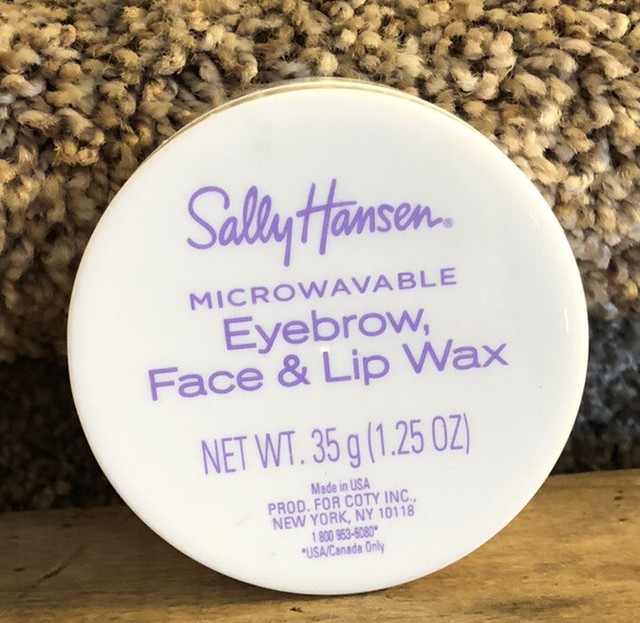 Sally Hansen®
MICROWAVABLE
Eyebrow,
Face & Lip Wax
NET WT. 35 g (1.25 OZ)
Made in USA
PROD. FOR COTY INC.,
NEW YORK, NY 10118
1 800 953-5080*
*USA/Canada Only